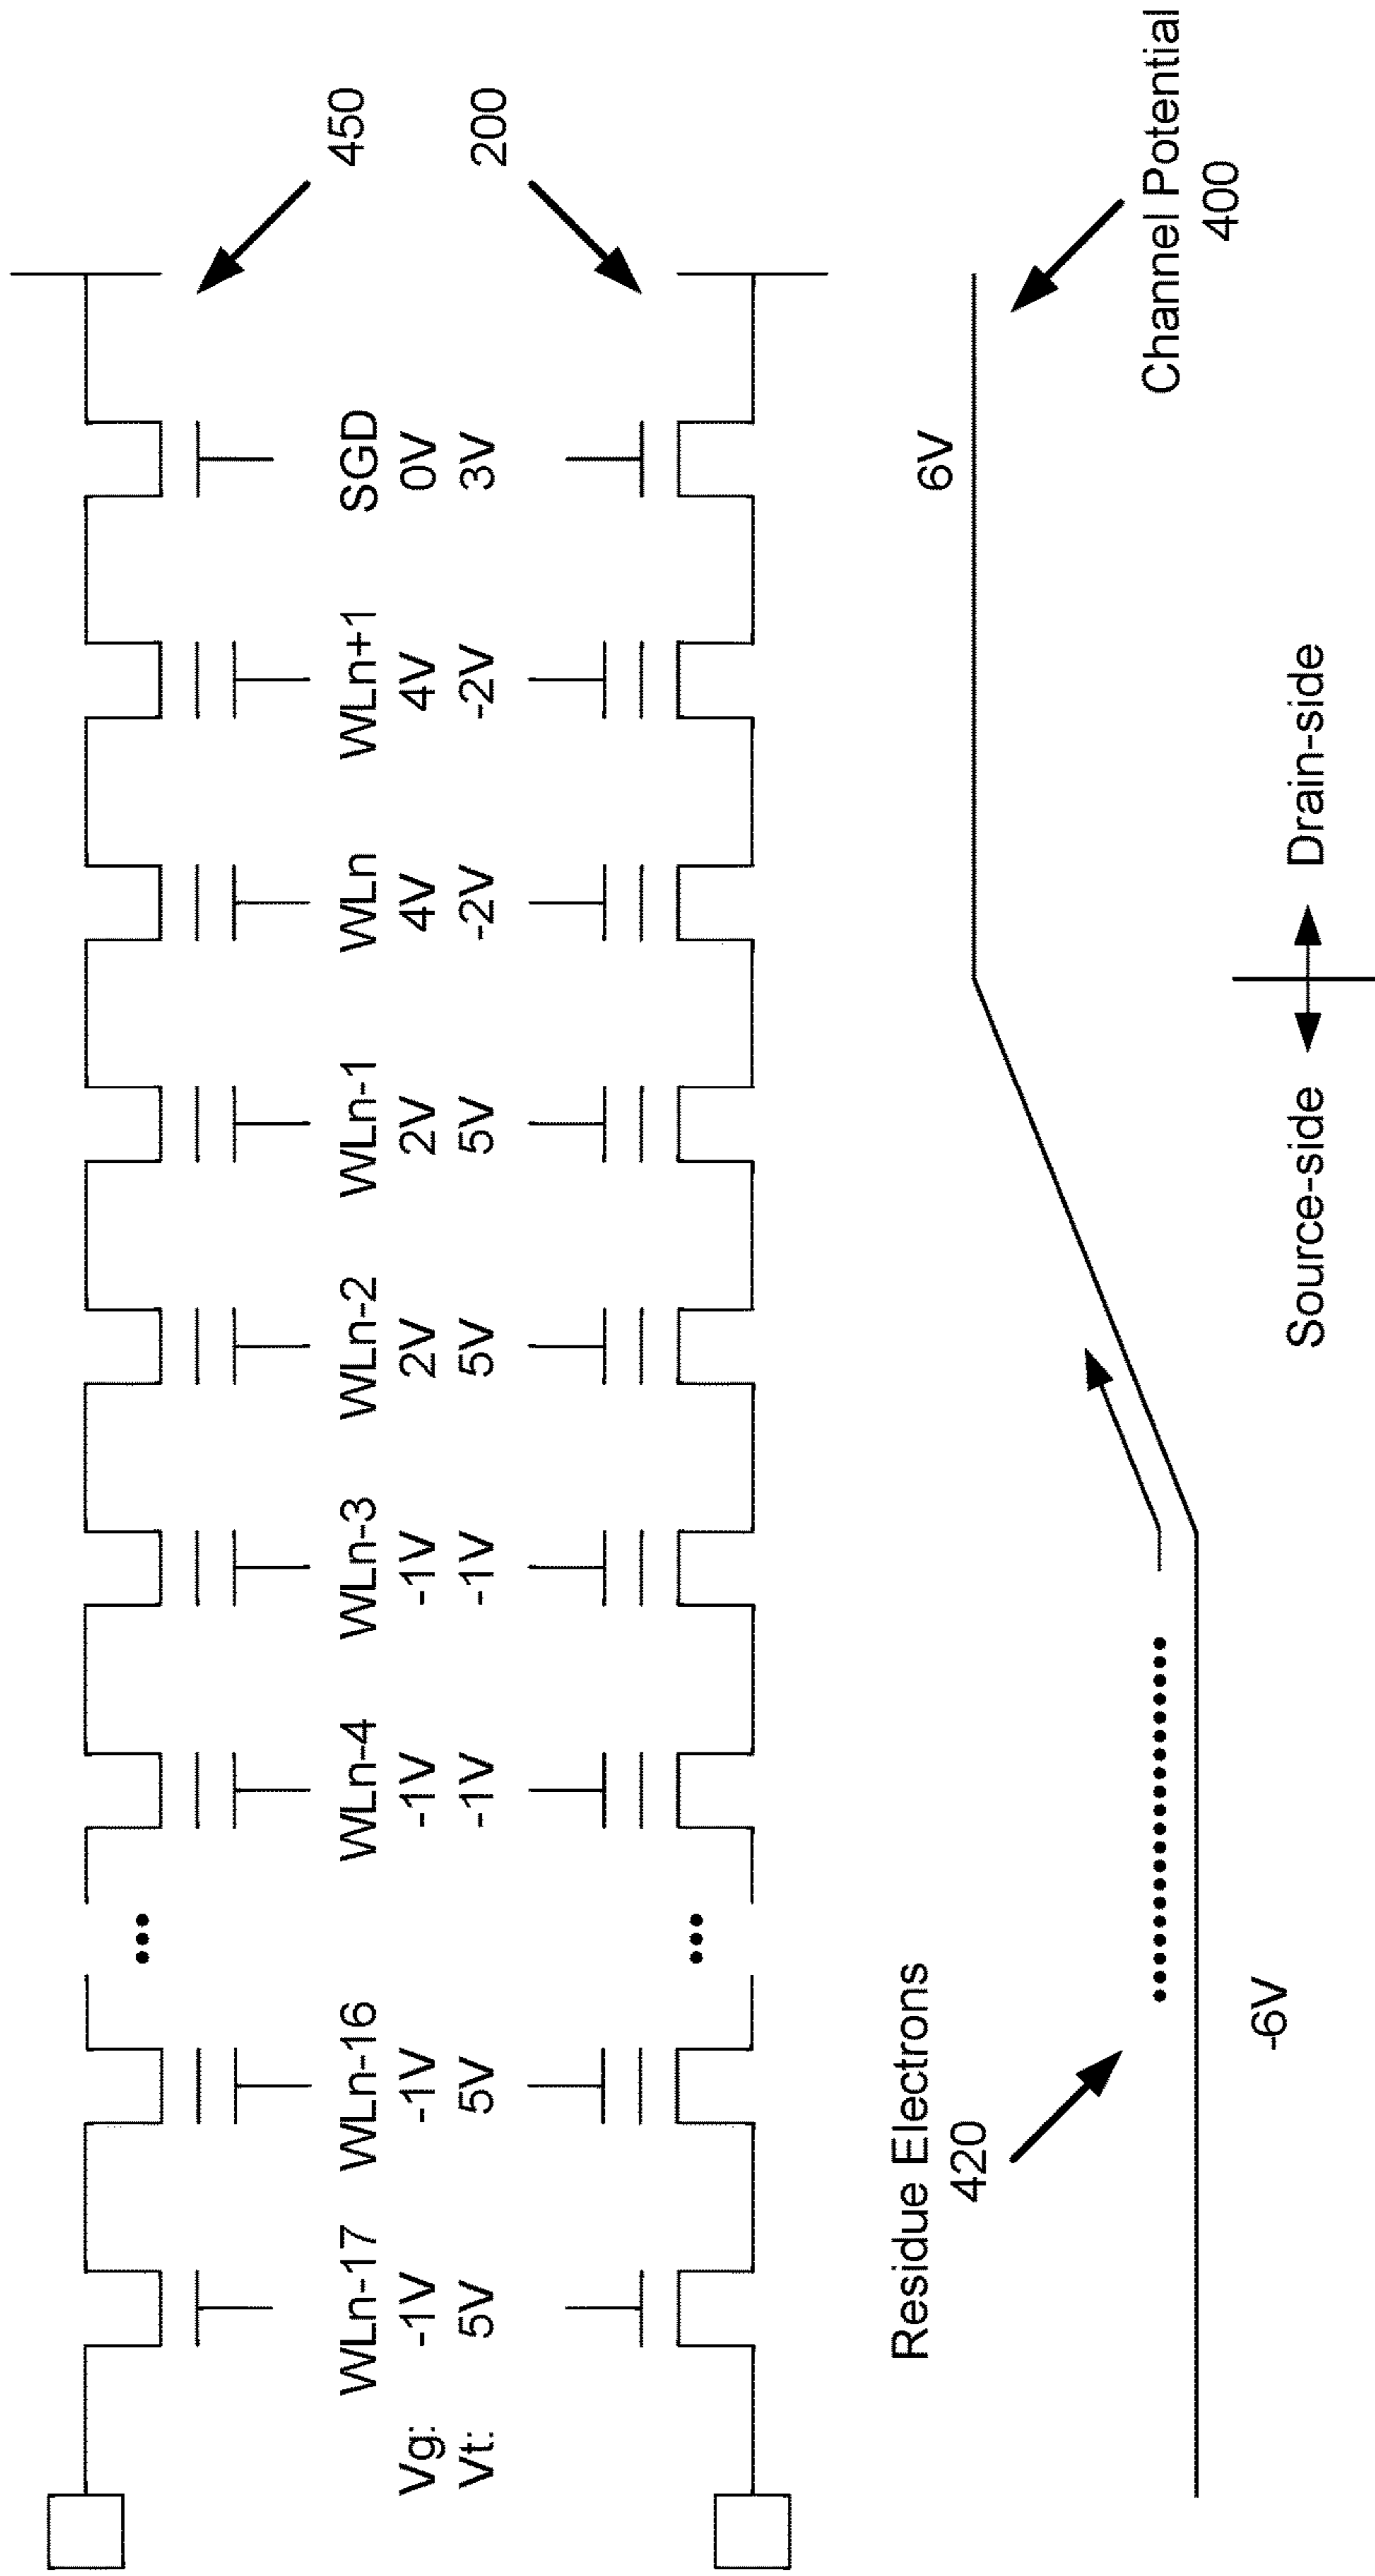 450
WLn-17 WLn-16 WLn-4 WLn-3 WLn-2 WLn-1 WLn WLn+1 SGD
Vg: -1V -1V -1V -1V 2V 2V 4V 4V 0V
Vt: 5V 5V -1V -1V 5V 5V -2V -2V 3V
200
Residue Electrons
420
6V
-6V
Channel Potential
400
Source-side Drain-side